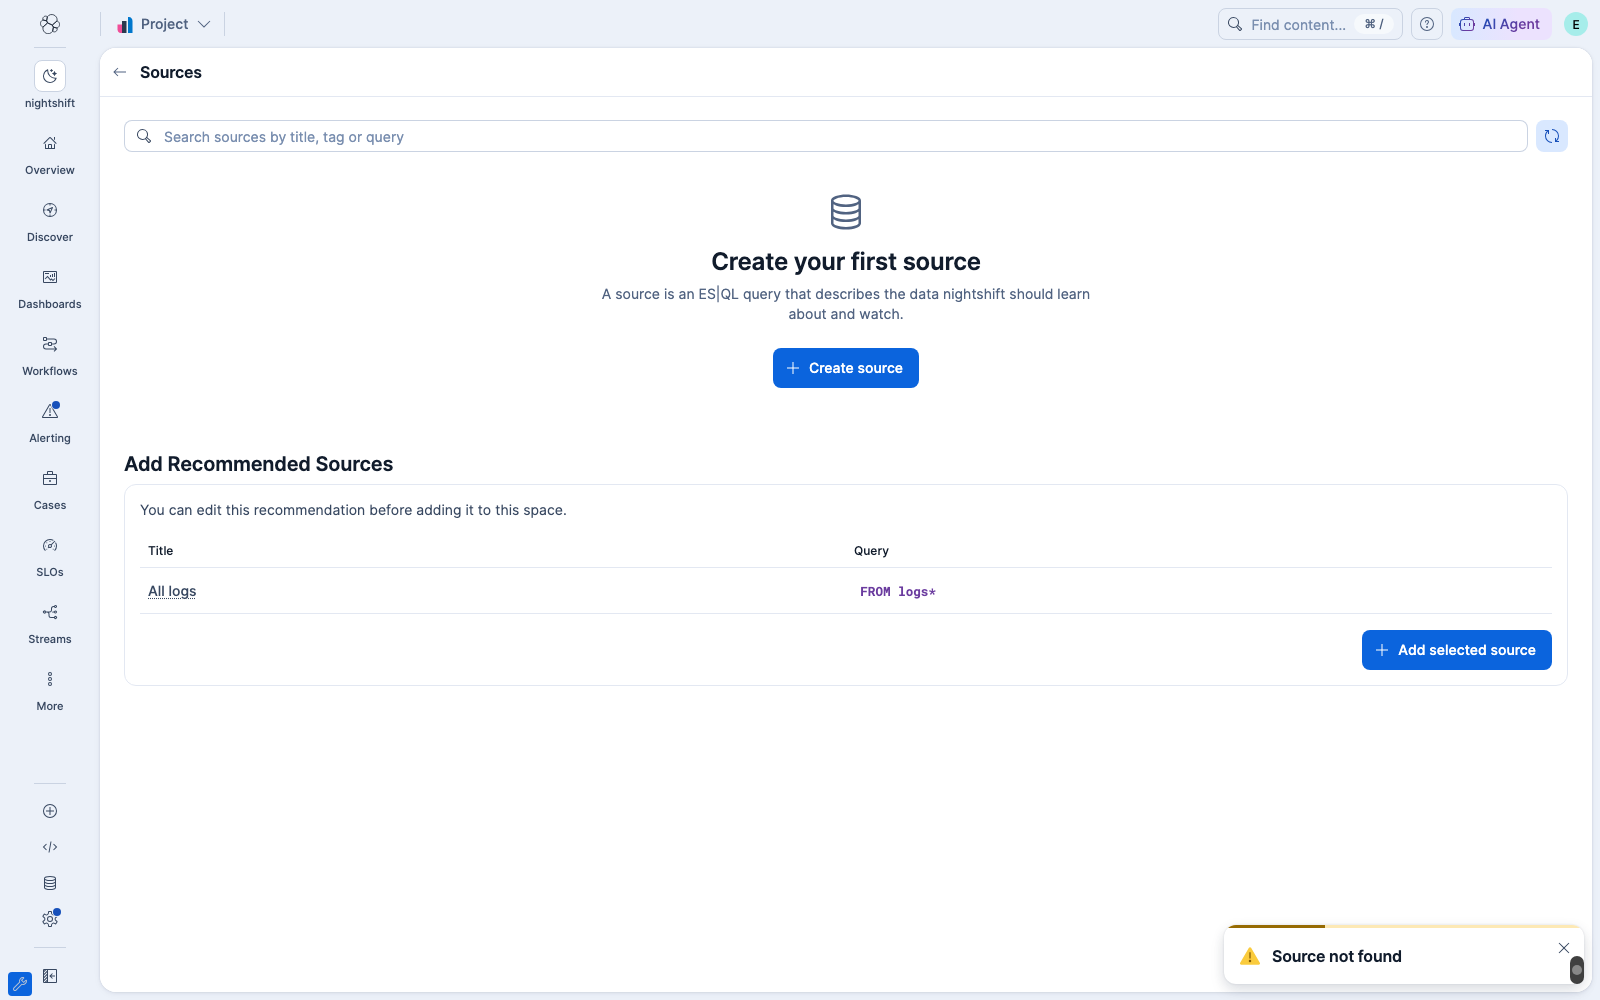 Project
Find content...
⌘ /
AI Agent
E
nightshift
Overview
Discover
Dashboards
Workflows
Alerting
Cases
SLOs
Streams
More
Sources
Search sources by title, tag or query
Create your first source
A source is an ES|QL query that describes the data nightshift should learn
about and watch.
Create source
Add Recommended Sources
You can edit this recommendation before adding it to this space.
Title
Query
All logs
FROM logs*
Add selected source
Source not found